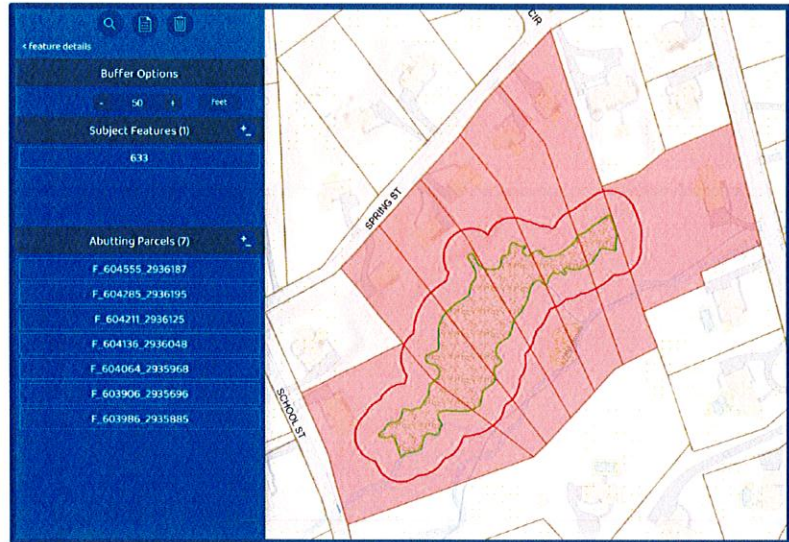 < feature details
Buffer Options
- 50 + Feet
Subject Features (1) +-
633
Abutting Parcels (7) +-
F_604555_2936187
F_604285_2936195
F_604211_2936125
F_604136_2936048
F_604064_2935968
F_603906_2935696
F_603986_2935885
CIR
SPRING ST
SCHOOL ST